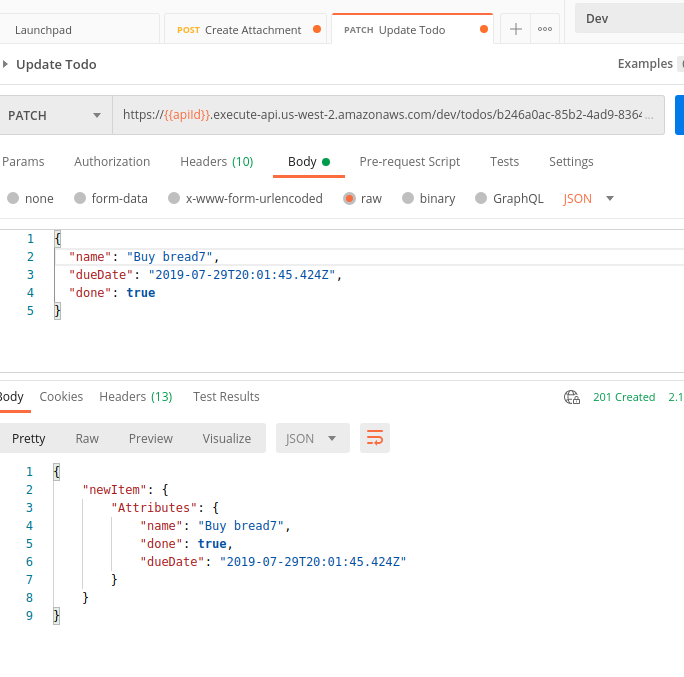 Launchpad
POST Create Attachment
PATCH Update Todo
Dev
Update Todo
Examples
PATCH
https://{{apiId}}.execute-api.us-west-2.amazonaws.com/dev/todos/b246a0ac-85b2-4ad9-8364...
Params Authorization Headers (10) Body Pre-request Script Tests Settings
none form-data x-www-form-urlencoded raw binary GraphQL JSON
1 {
2 "name": "Buy bread7",
3 "dueDate": "2019-07-29T20:01:45.424Z",
4 "done": true
5 }
Body Cookies Headers (13) Test Results
201 Created 2.1
Pretty Raw Preview Visualize JSON
1 {
2 "newItem": {
3 "Attributes": {
4 "name": "Buy bread7",
5 "done": true,
6 "dueDate": "2019-07-29T20:01:45.424Z"
7 }
8 }
9 }